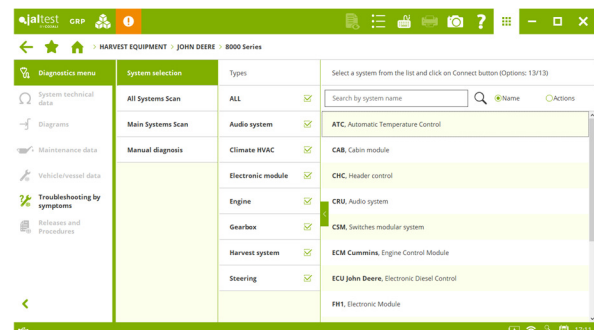 jaltest GRP
?
> HARVEST EQUIPMENT > JOHN DEERE > 8000 Series
Diagnostics menu
System technical data
Diagrams
Maintenance data
Vehicle/vessel data
Troubleshooting by symptoms
Releases and Procedures
System selection
All Systems Scan
Main Systems Scan
Manual diagnosis
Types
ALL
Audio system
Climate HVAC
Electronic module
Engine
Gearbox
Harvest system
Steering
Select a system from the list and click on Connect button (Options: 13/13)
Search by system name
Name
Actions
ATC, Automatic Temperature Control
CAB, Cabin module
CHC, Header control
CRU, Audio system
CSM, Switches modular system
ECM Cummins, Engine Control Module
ECU John Deere, Electronic Diesel Control
FH1, Electronic Module